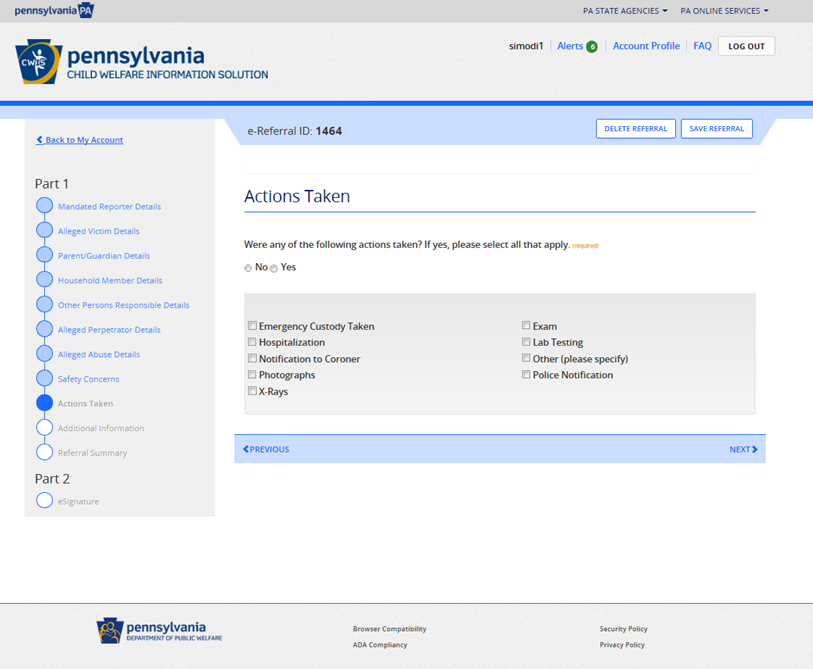 pennsylvania PA
PA STATE AGENCIES PA ONLINE SERVICES
simodi1 Alerts 6 Account Profile FAQ LOG OUT
CWIS
pennsylvania
CHILD WELFARE INFORMATION SOLUTION
Back to My Account
e-Referral ID: 1464
DELETE REFERRAL SAVE REFERRAL
Part 1
Mandated Reporter Details
Alleged Victim Details
Parent/Guardian Details
Household Member Details
Other Persons Responsible Details
Alleged Perpetrator Details
Alleged Abuse Details
Safety Concerns
Actions Taken
Additional Information
Referral Summary
Part 2
eSignature
Actions Taken
Were any of the following actions taken? If yes, please select all that apply. (required)
No Yes
Emergency Custody Taken Exam
Hospitalization Lab Testing
Notification to Coroner Other (please specify)
Photographs Police Notification
X-Rays
PREVIOUS NEXT
pennsylvania
DEPARTMENT OF PUBLIC WELFARE
Browser Compatibility Security Policy
ADA Compliancy Privacy Policy